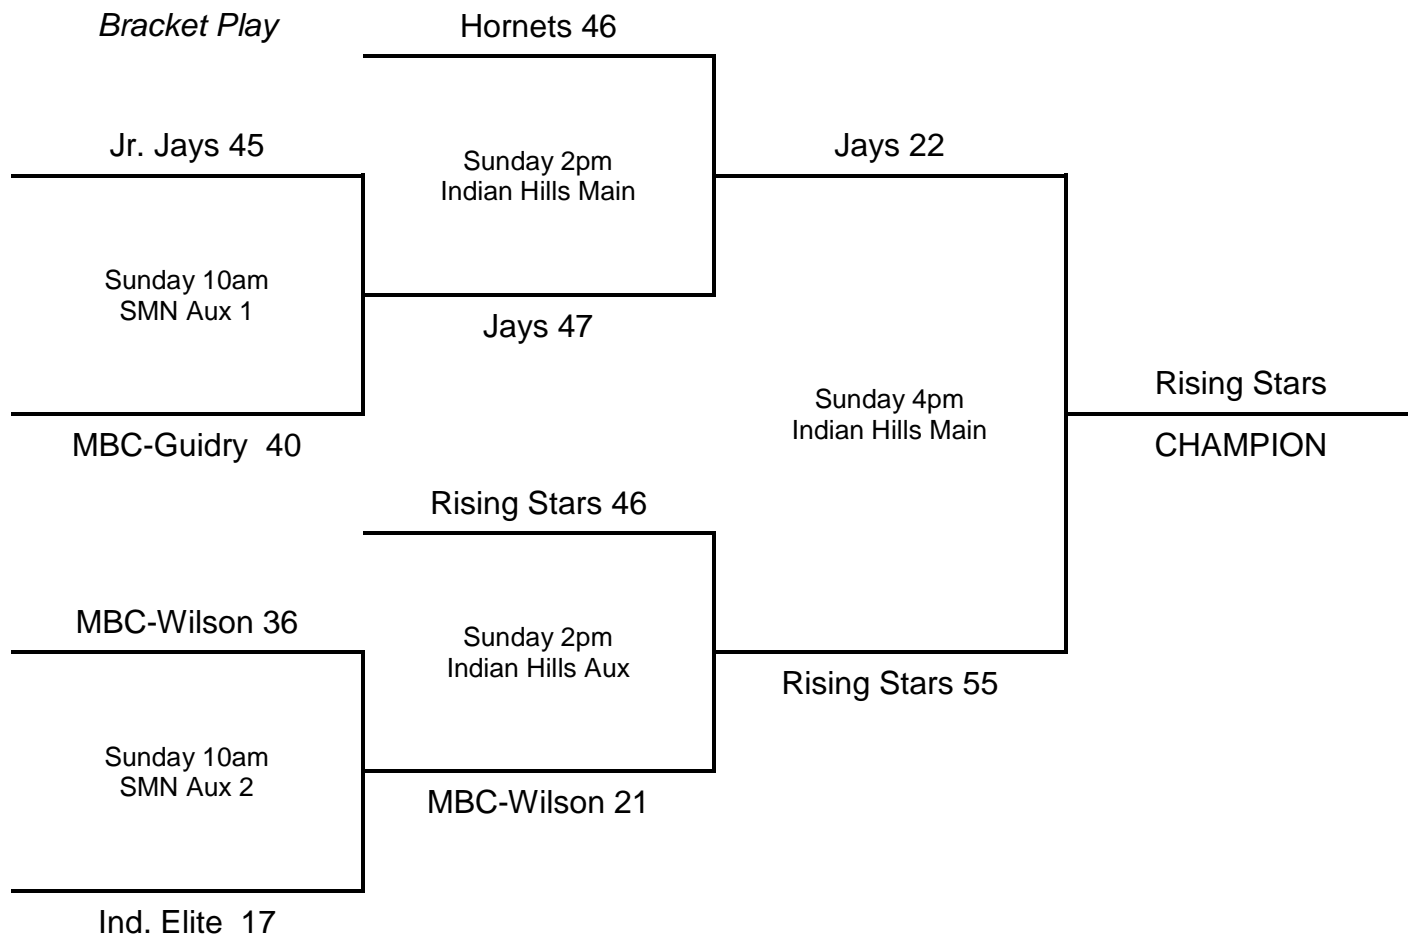 Bracket Play
Hornets 46
Jr. Jays 45
Sunday 2pm
Indian Hills Main
Jays 22
Sunday 10am
SMN Aux 1
Jays 47
MBC-Guidry  40
Sunday 4pm
Indian Hills Main
Rising Stars
CHAMPION
Rising Stars 46
MBC-Wilson 36
Sunday 2pm
Indian Hills Aux
Rising Stars 55
Sunday 10am
SMN Aux 2
MBC-Wilson 21
Ind. Elite  17